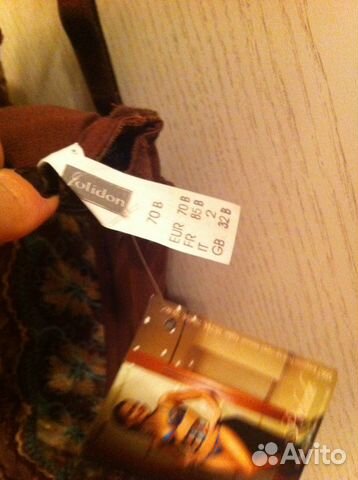 Jolidon
70 B
EUR 70 B
FR 85 B
IT 2
GB 32 B
Avito